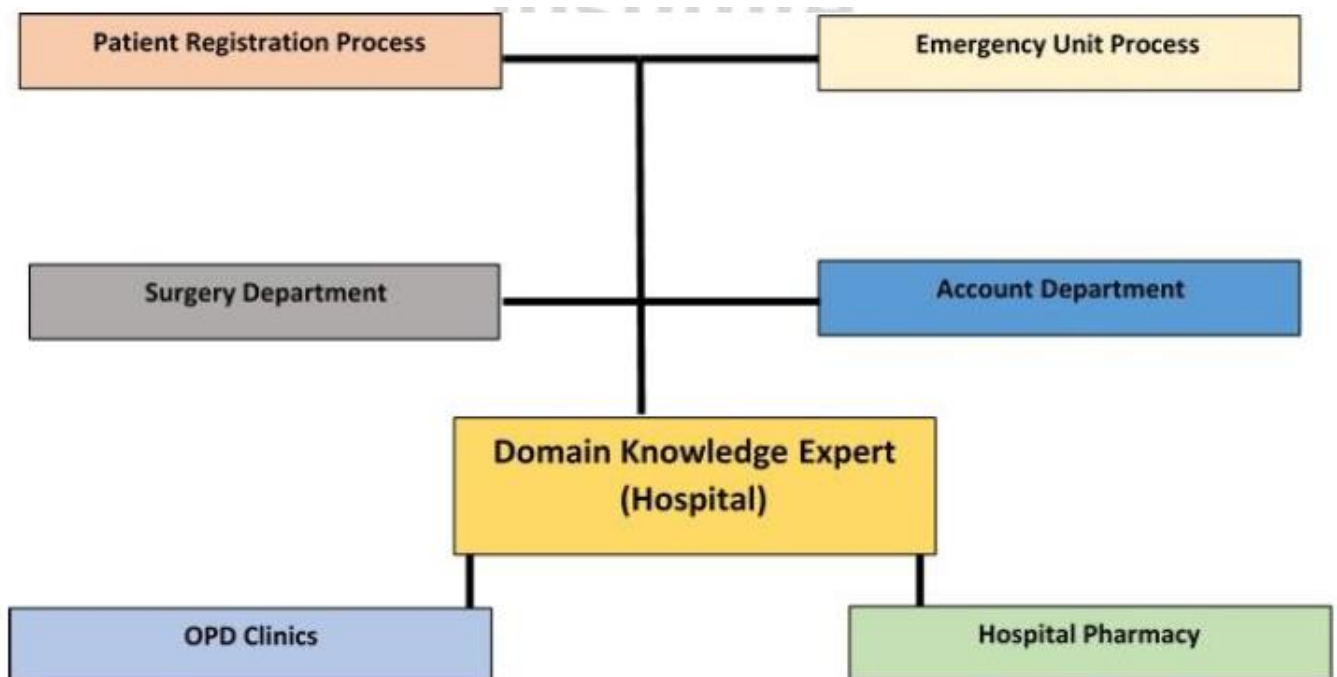 Patient Registration Process
Emergency Unit Process
Surgery Department
Account Department
Domain Knowledge Expert
(Hospital)
OPD Clinics
Hospital Pharmacy